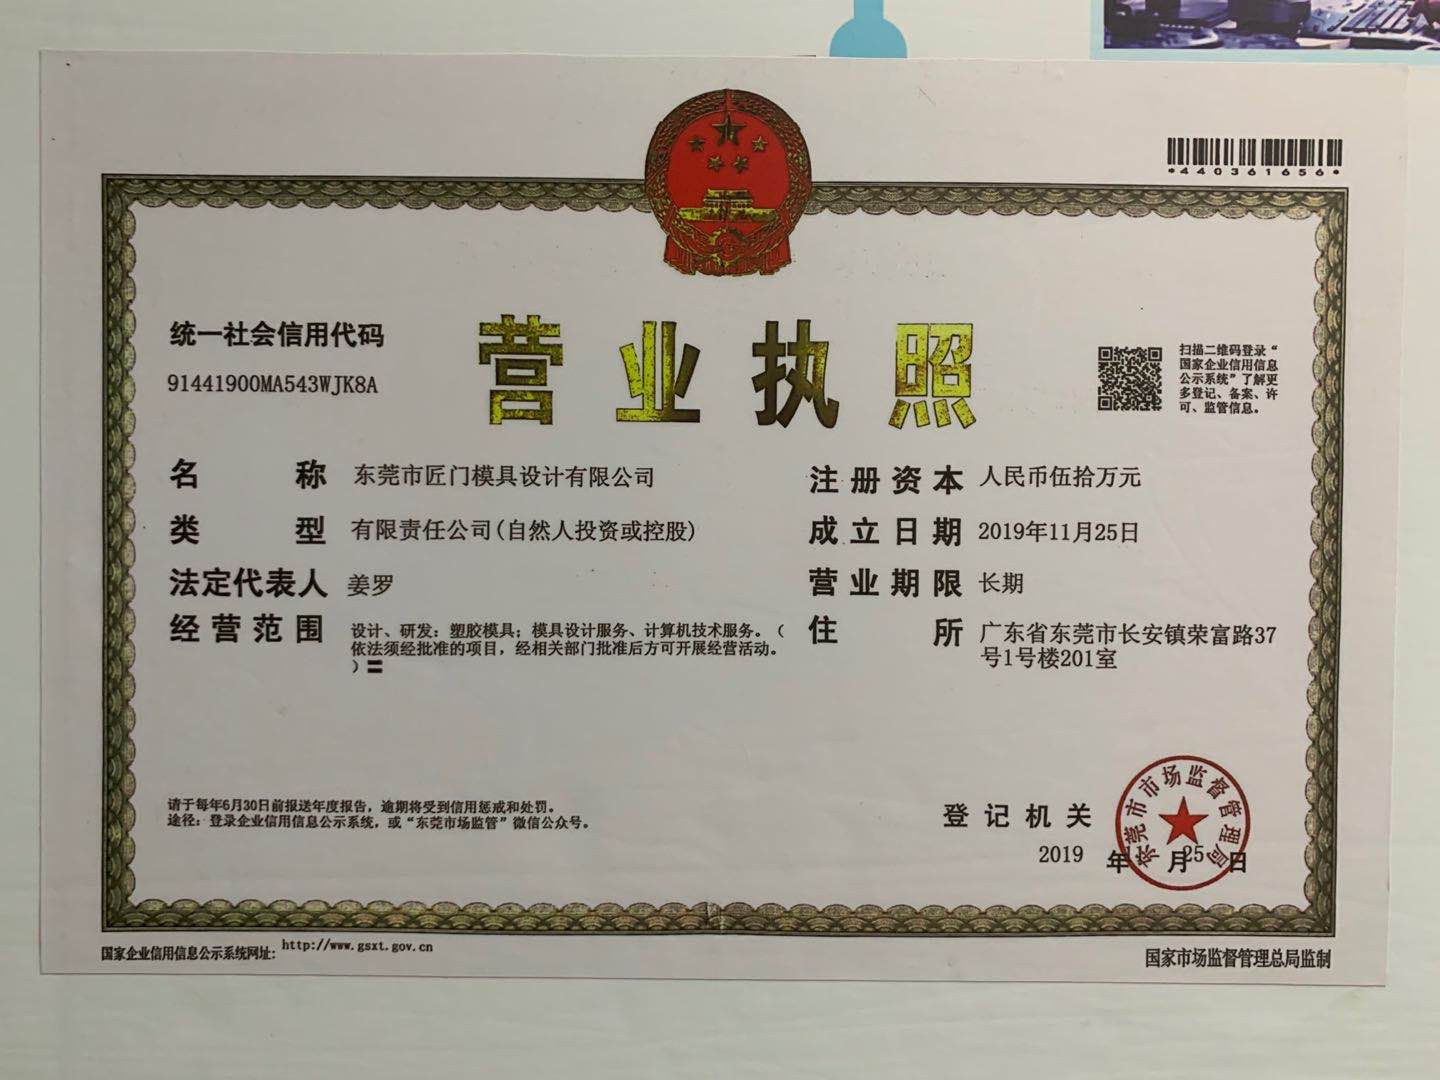 *440361656*
统一社会信用代码
91441900MA543WJK8A
营业执照
扫描二维码登录“
国家企业信用信息
公示系统”了解更
多登记、备案、许
可、监管信息。
名 称 东莞市匠门模具设计有限公司
类 型 有限责任公司(自然人投资或控股)
法定代表人 姜罗
经营范围 设计、研发：塑胶模具；模具设计服务、计算机技术服务。（
依法须经批准的项目，经相关部门批准后方可开展经营活动。
）〓
注册资本 人民币伍拾万元
成立日期 2019年11月25日
营业期限 长期
住 所 广东省东莞市长安镇荣富路37
号1号楼201室
请于每年6月30日前报送年度报告，逾期将受到信用惩戒和处罚。
途径：登录企业信用信息公示系统，或“东莞市场监管”微信公众号。
登记机关
东莞市市场监督管理局
2019 年 月 25 日
国家企业信用信息公示系统网址：http://www.gsxt.gov.cn
国家市场监督管理总局监制